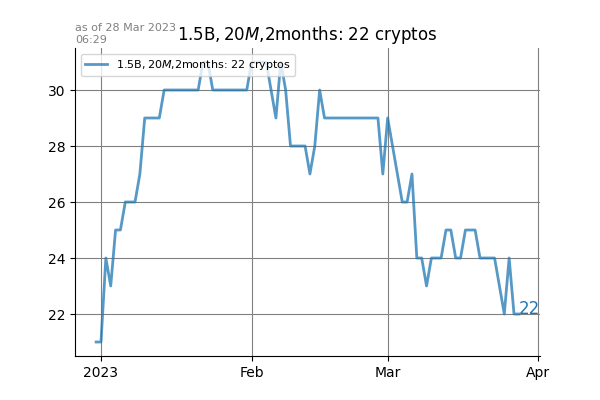 as of 28 Mar 2023
06:29
1.5B, 20M,2months: 22 cryptos
1.5B, 20M,2months: 22 cryptos
30
28
26
24
22
22
2023
Feb
Mar
Apr